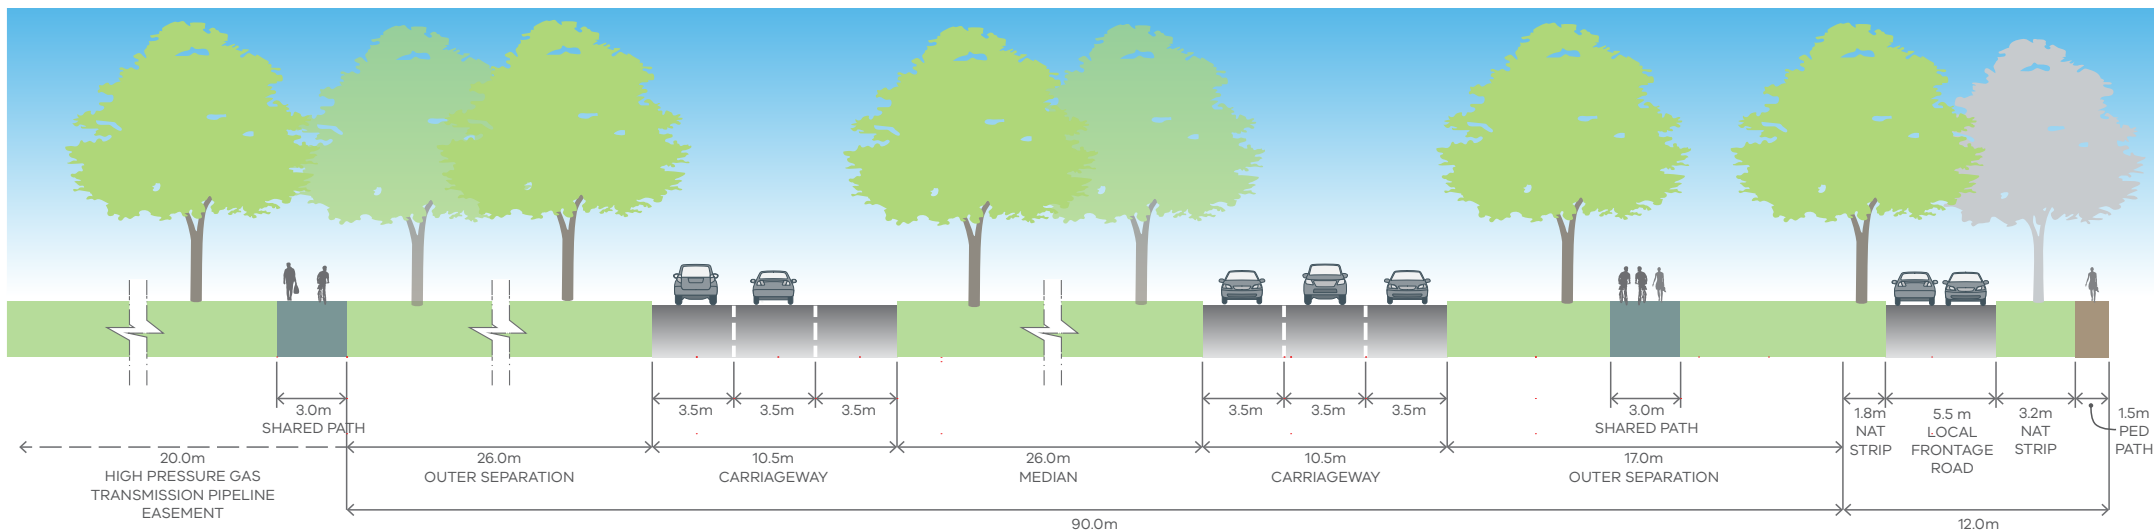 3.0m
SHARED PATH
3.5m
3.5m
3.5m
3.5m
3.5m
3.5m
3.0m
SHARED PATH
1.8m
NAT
STRIP
5.5 m
LOCAL
FRONTAGE
ROAD
3.2m
NAT
STRIP
1.5m
PED
PATH
20.0m
HIGH PRESSURE GAS
TRANSMISSION PIPELINE
EASEMENT
26.0m
OUTER SEPARATION
10.5m
CARRIAGEWAY
26.0m
MEDIAN
10.5m
CARRIAGEWAY
17.0m
OUTER SEPARATION
90.0m
12.0m